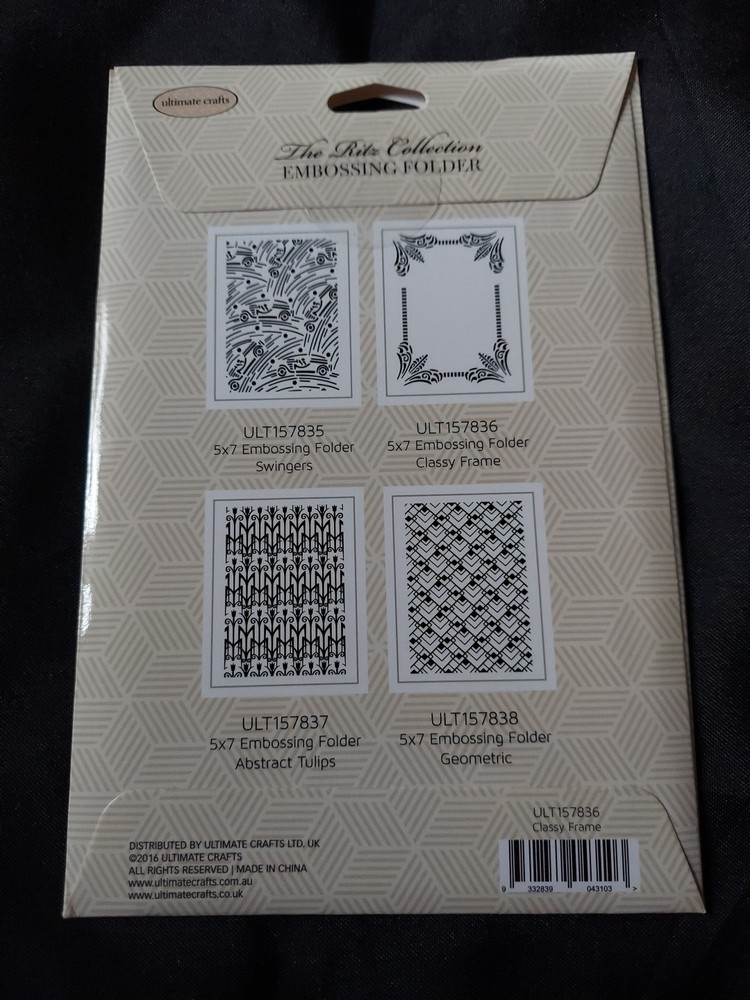 ultimate crafts
The Ritz Collection
EMBOSSING FOLDER
ULT157835
5x7 Embossing Folder
Swingers
ULT157836
5x7 Embossing Folder
Classy Frame
ULT157837
5x7 Embossing Folder
Abstract Tulips
ULT157838
5x7 Embossing Folder
Geometric
DISTRIBUTED BY ULTIMATE CRAFTS LTD. UK
©2016 ULTIMATE CRAFTS
ALL RIGHTS RESERVED | MADE IN CHINA
www.ultimatecrafts.com.au
www.ultimatecrafts.co.uk
ULT157836
Classy Frame
9 332839 043103 >